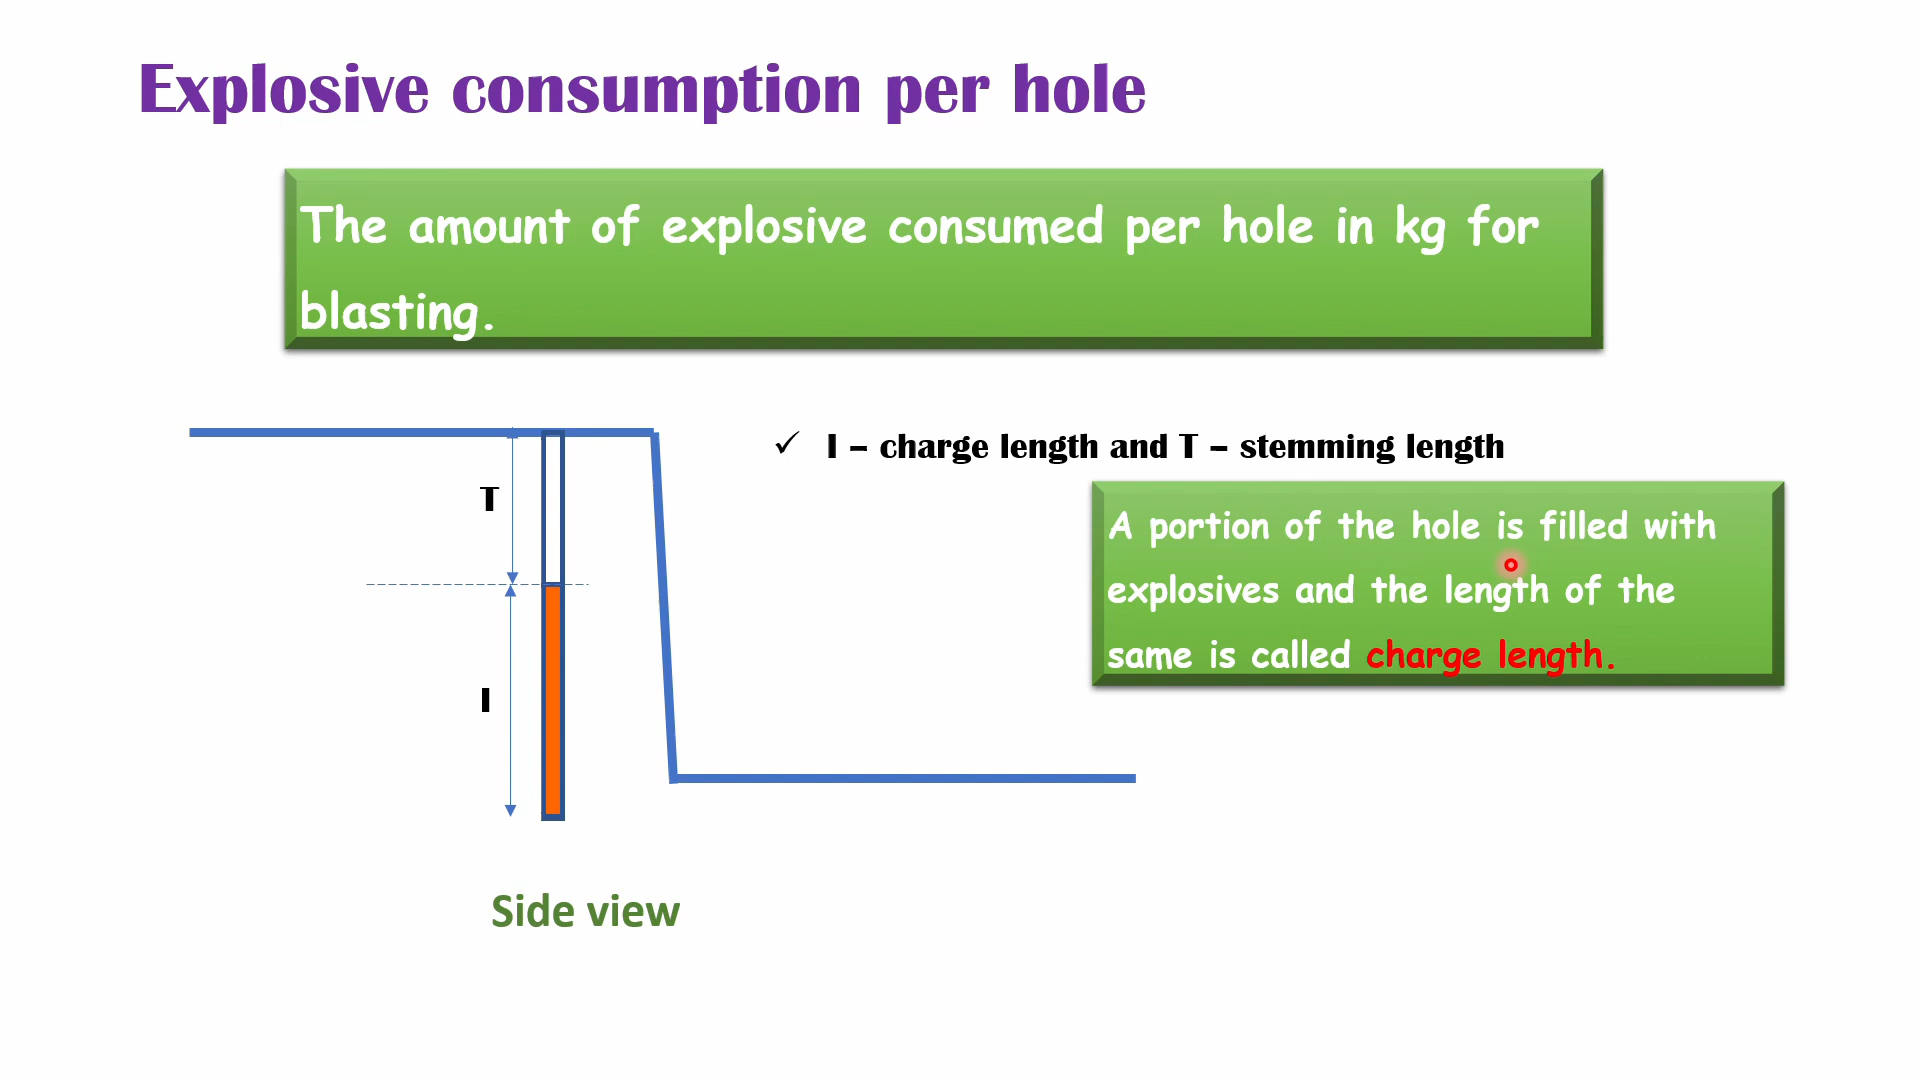 Explosive consumption per hole
The amount of explosive consumed per hole in kg for
blasting.
✓ l – charge length and T – stemming length
T
A portion of the hole is filled with
explosives and the length of the
same is called charge length.
l
Side view